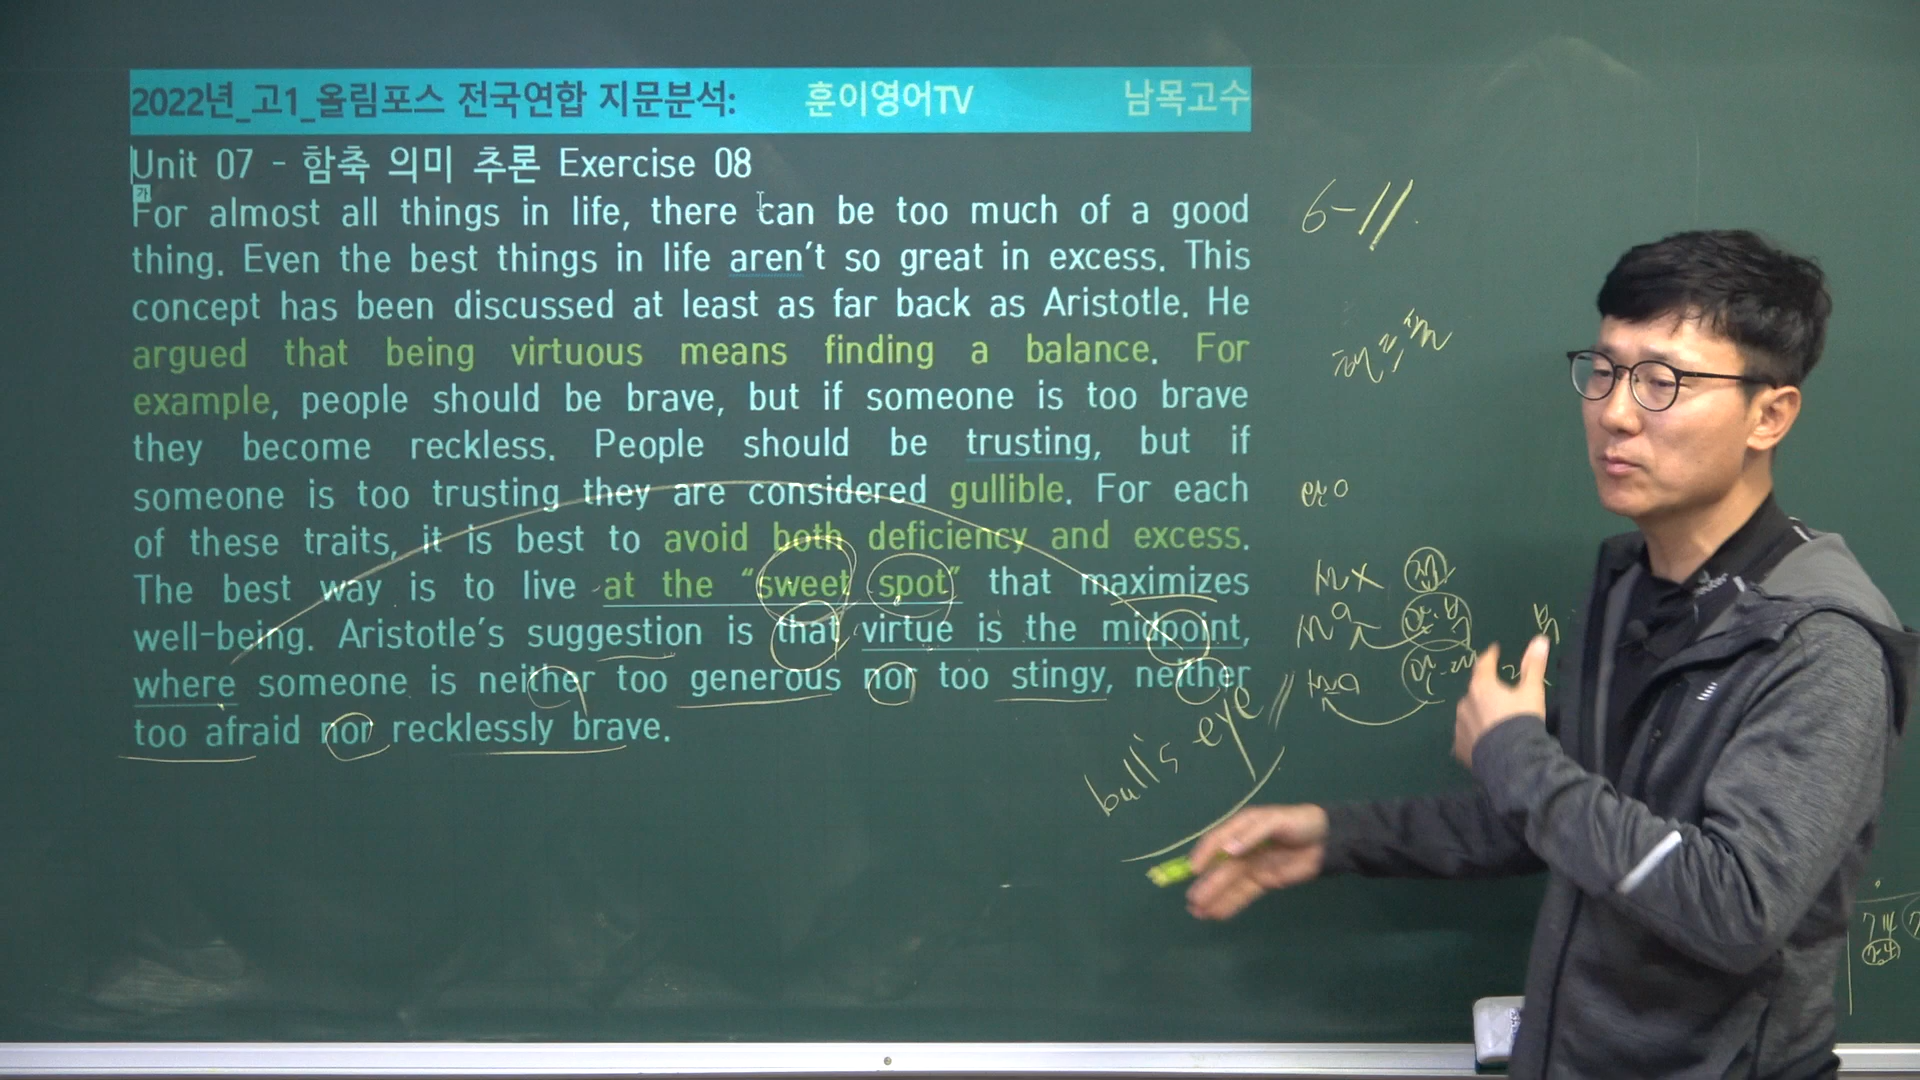 2022년_고1_올림포스 전국연합 지문분석: 훈이영어TV 남목고수
Unit 07 - 함축 의미 추론 Exercise 08
가
For almost all things in life, there can be too much of a good
thing. Even the best things in life aren't so great in excess. This
concept has been discussed at least as far back as Aristotle. He
argued that being virtuous means finding a balance. For
example, people should be brave, but if someone is too brave
they become reckless. People should be trusting, but if
someone is too trusting they are considered gullible. For each
of these traits, it is best to avoid both deficiency and excess.
The best way is to live at the “sweet spot” that maximizes
well-being. Aristotle's suggestion is that virtue is the midpoint,
where someone is neither too generous nor too stingy, neither
too afraid nor recklessly brave.
6-11
bull's eye